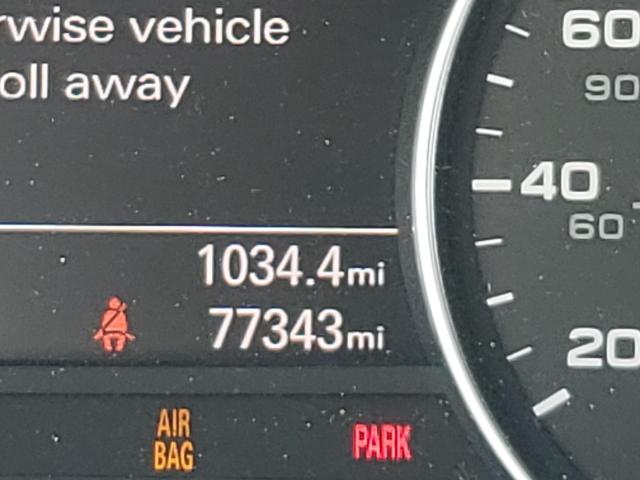 rwise vehicle
oll away
1034.4mi
77343mi
AIR
BAG
PARK
60
90
40
60
20